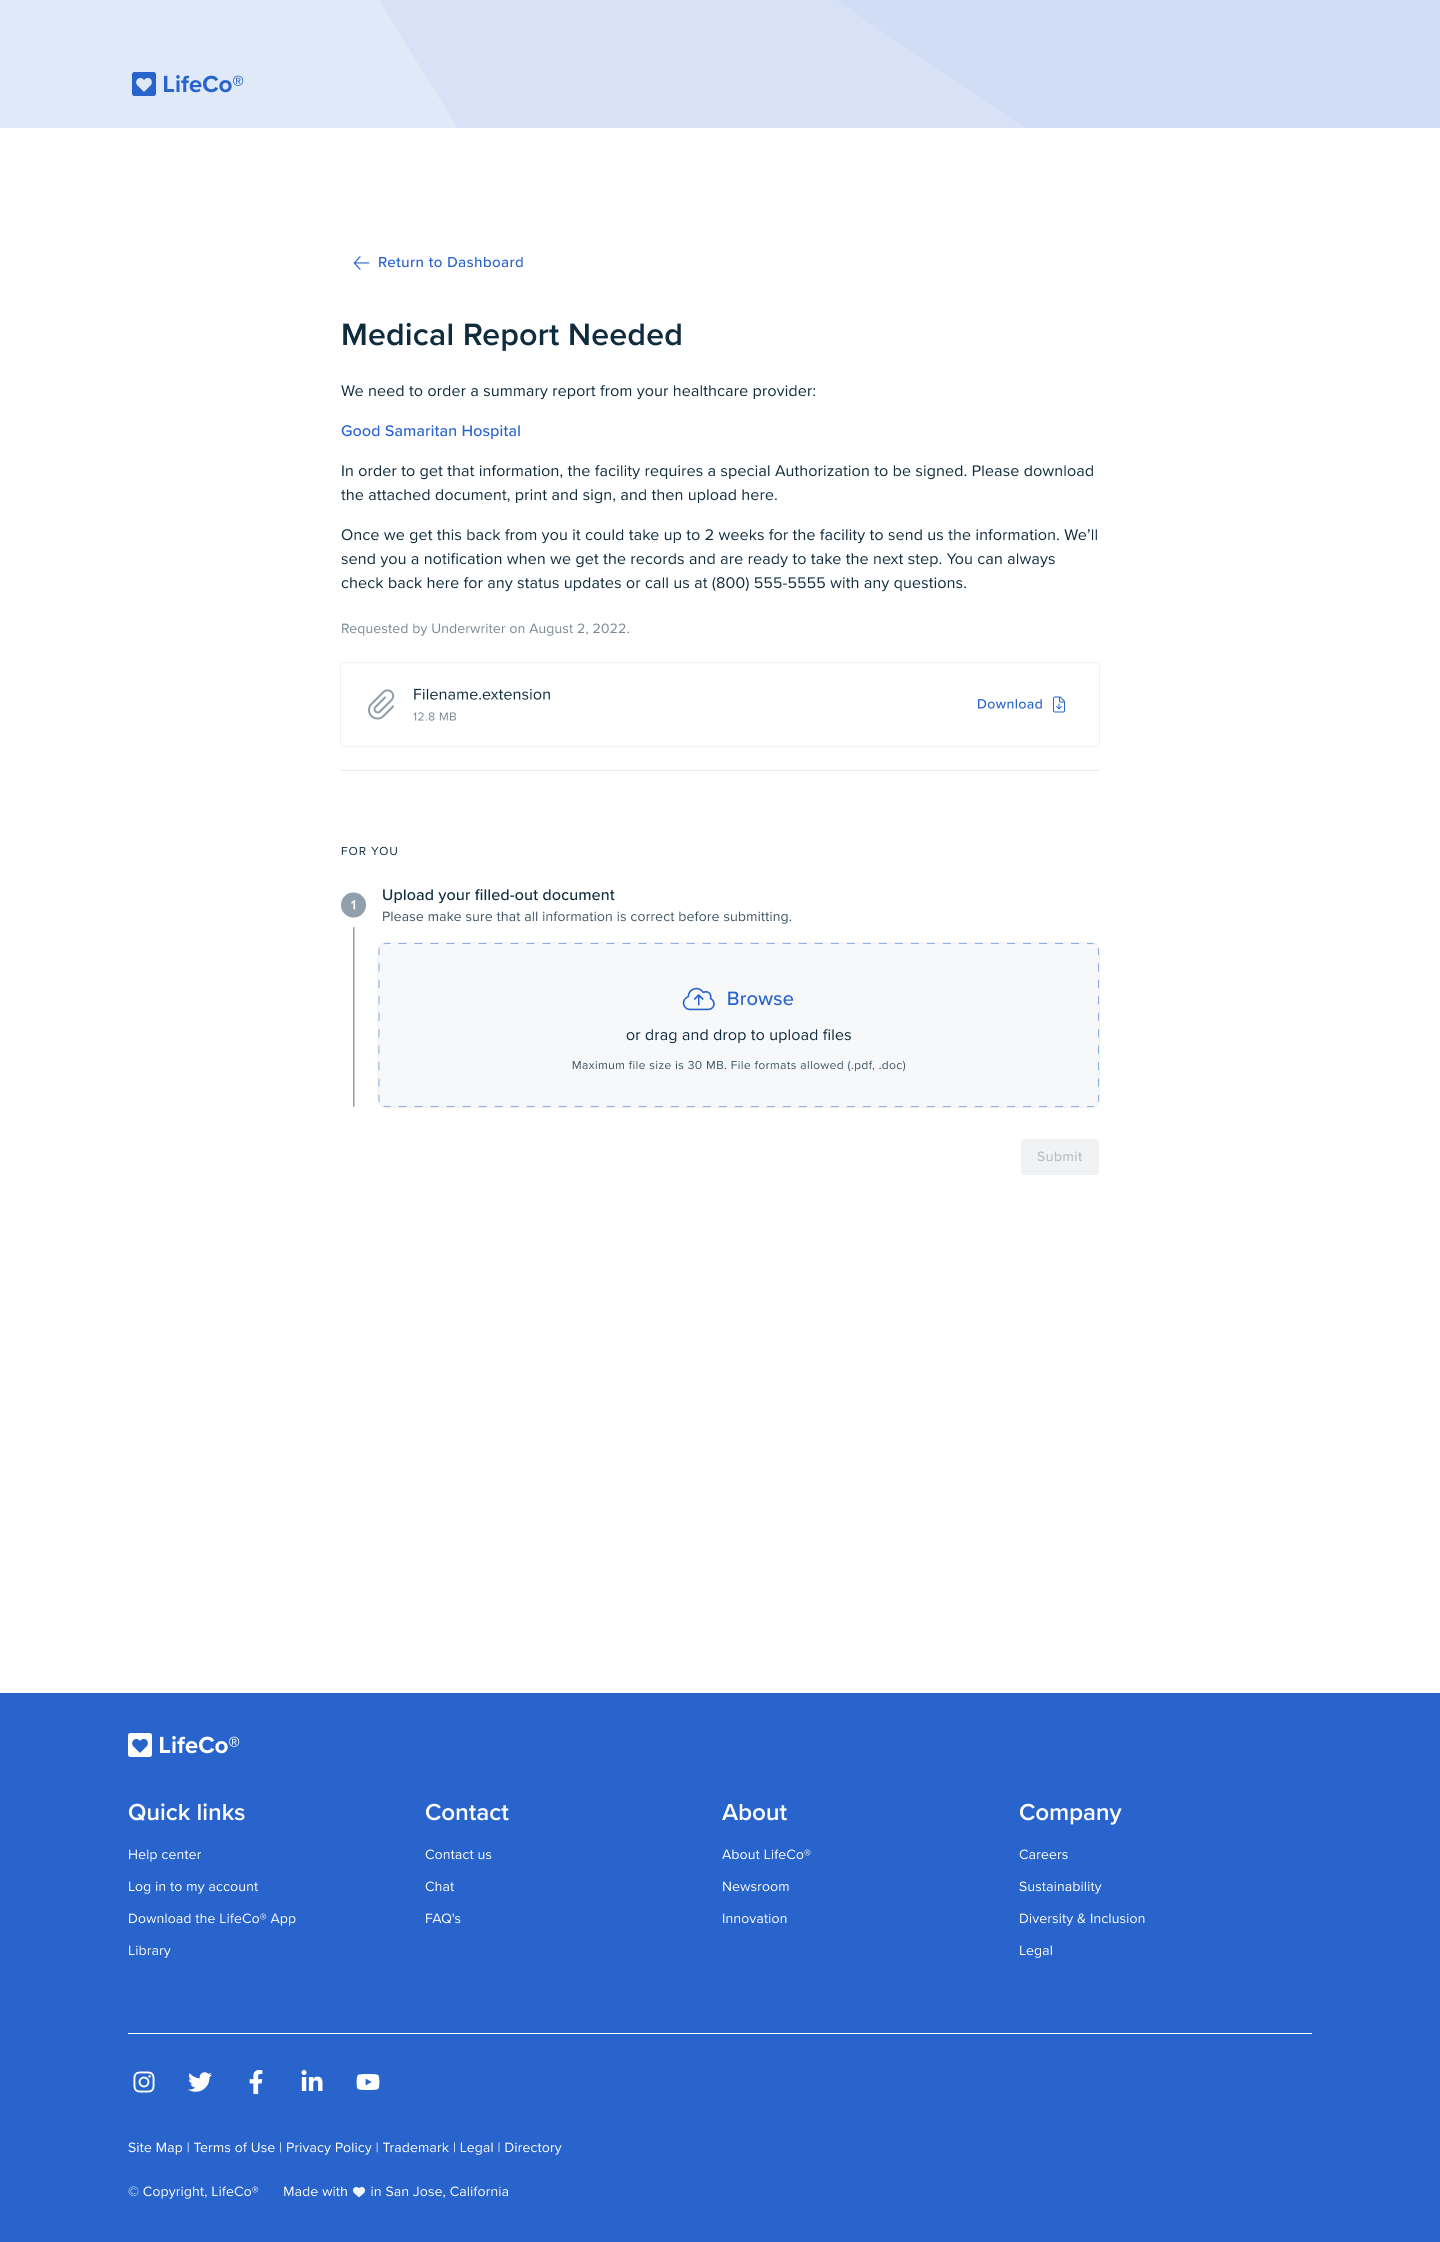 LifeCo®
Return to Dashboard
Medical Report Needed
We need to order a summary report from your healthcare provider:
Good Samaritan Hospital
In order to get that information, the facility requires a special Authorization to be signed. Please download
the attached document, print and sign, and then upload here.
Once we get this back from you it could take up to 2 weeks for the facility to send us the information. We’ll
send you a notification when we get the records and are ready to take the next step. You can always
check back here for any status updates or call us at (800) 555-5555 with any questions.
Requested by Underwriter on August 2, 2022.
Filename.extension
12.8 MB
Download
FOR YOU
1
Upload your filled-out document
Please make sure that all information is correct before submitting.
Browse
or drag and drop to upload files
Maximum file size is 30 MB. File formats allowed (.pdf, .doc)
Submit
LifeCo®
Quick links
Help center
Log in to my account
Download the LifeCo® App
Library
Contact
Contact us
Chat
FAQ's
About
About LifeCo®
Newsroom
Innovation
Company
Careers
Sustainability
Diversity & Inclusion
Legal
Site Map | Terms of Use | Privacy Policy | Trademark | Legal | Directory
© Copyright, LifeCo® Made with in San Jose, California